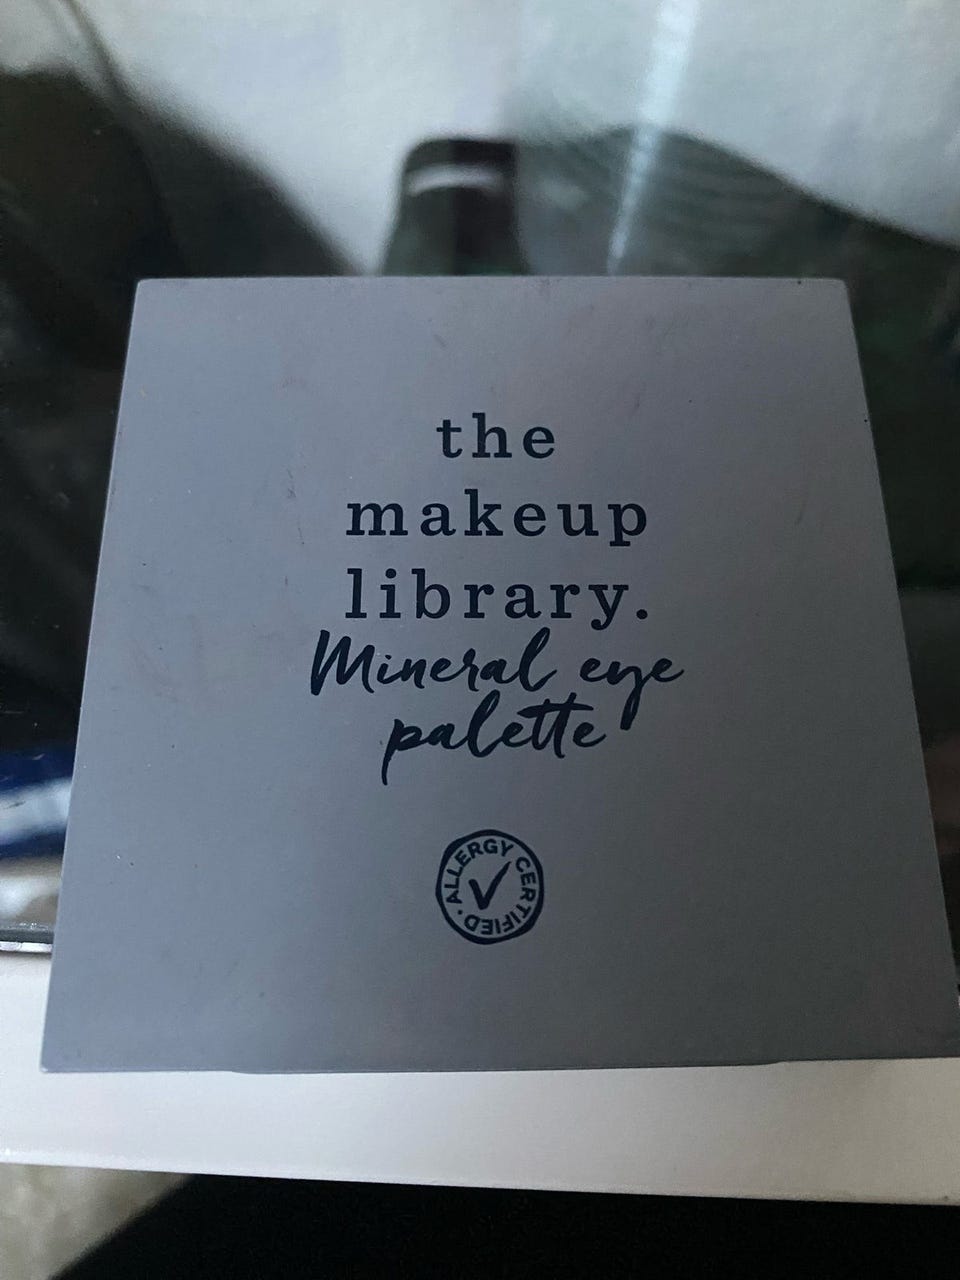 the
makeup
library.
Mineral eye
palette
ALLERGY CERTIFIED